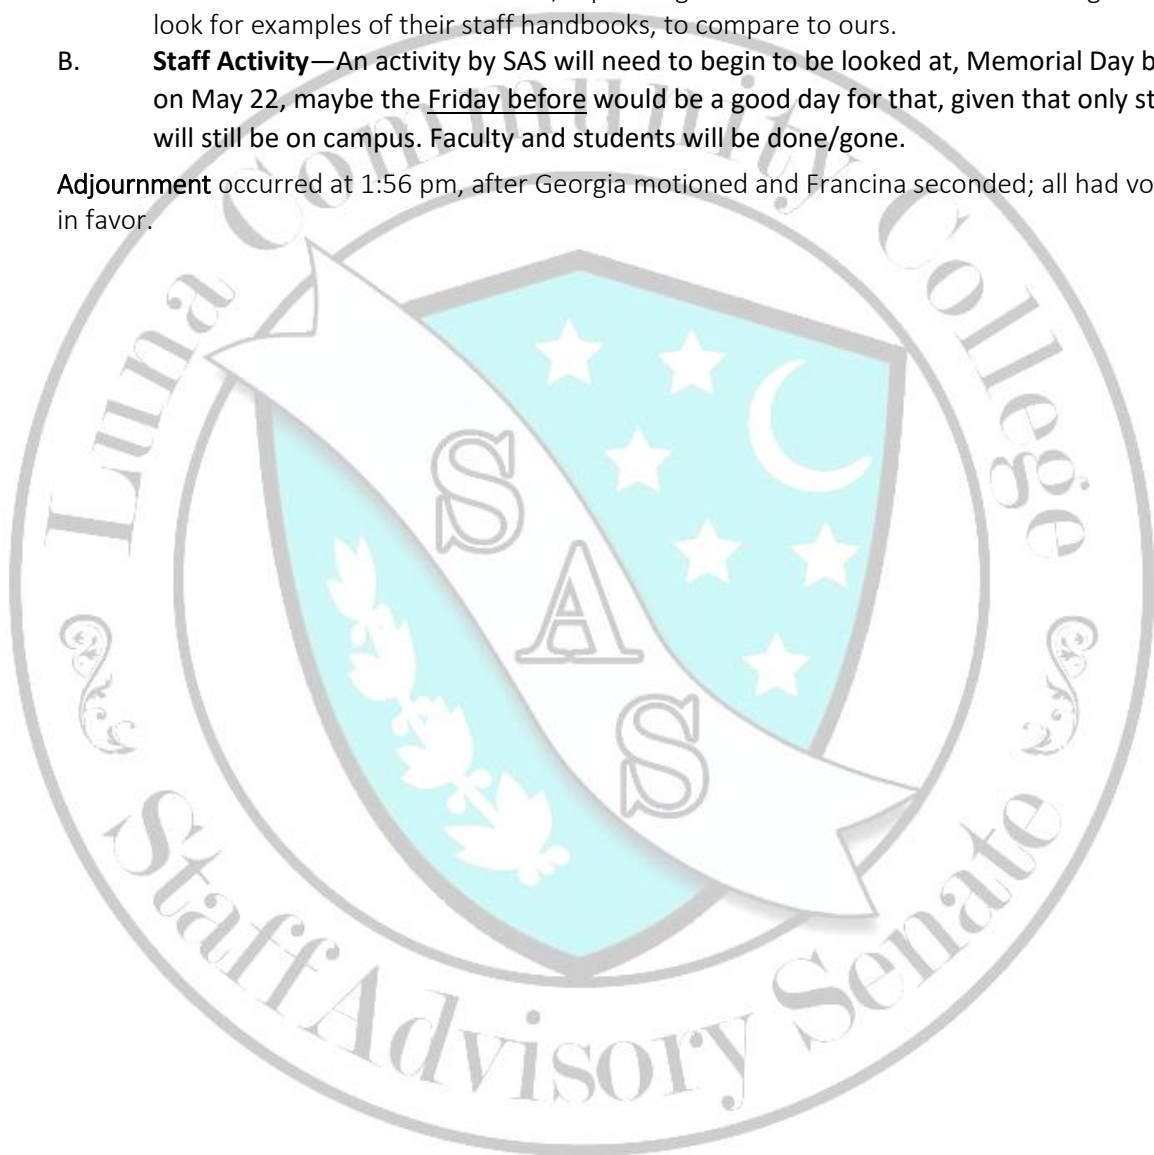 look for examples of their staff handbooks, to compare to ours.
B. Staff Activity—An activity by SAS will need to begin to be looked at, Memorial Day b
on May 22, maybe the Friday before would be a good day for that, given that only st
will still be on campus. Faculty and students will be done/gone.
Adjournment occurred at 1:56 pm, after Georgia motioned and Francina seconded; all had vo
in favor.
Luna Community College
S
A
S
Staff Advisory Senate